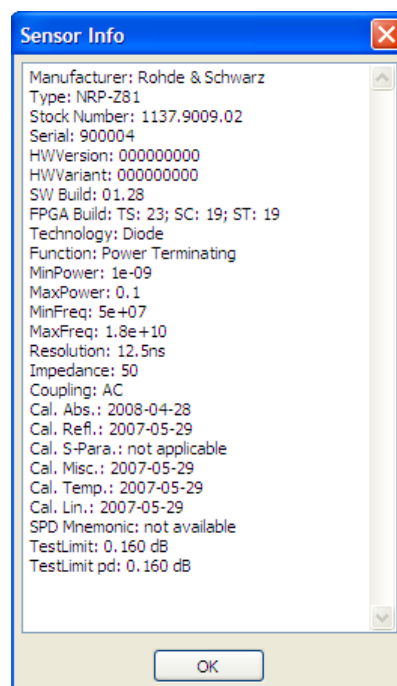 Sensor Info
Manufacturer: Rohde & Schwarz
Type: NRP-Z81
Stock Number: 1137.9009.02
Serial: 900004
HWVersion: 000000000
HWVariant: 000000000
SW Build: 01.28
FPGA Build: TS: 23; SC: 19; ST: 19
Technology: Diode
Function: Power Terminating
MinPower: 1e-09
MaxPower: 0.1
MinFreq: 5e+07
MaxFreq: 1.8e+10
Resolution: 12.5ns
Impedance: 50
Coupling: AC
Cal. Abs.: 2008-04-28
Cal. Refl.: 2007-05-29
Cal. S-Para.: not applicable
Cal. Misc.: 2007-05-29
Cal. Temp.: 2007-05-29
Cal. Lin.: 2007-05-29
SPD Mnemonic: not available
TestLimit: 0.160 dB
TestLimit pd: 0.160 dB
OK